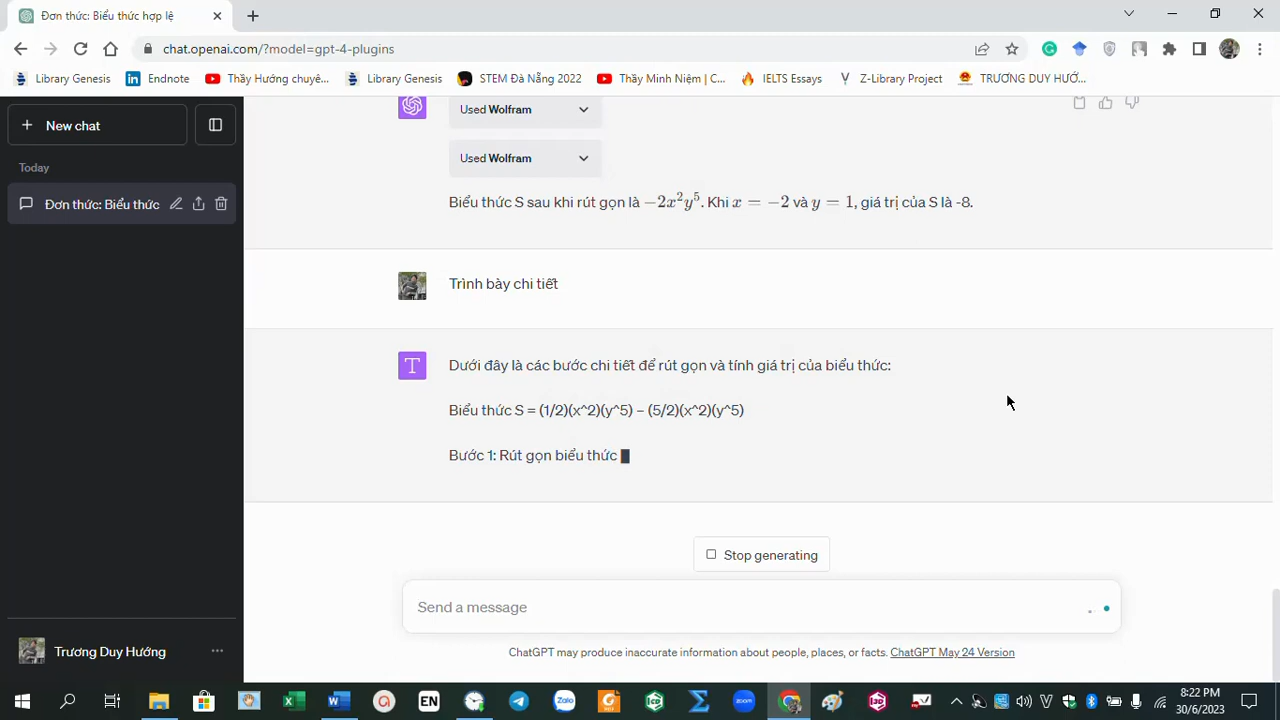 Đơn thức: Biểu thức hợp lệ
chat.openai.com/?model=gpt-4-plugins
Library Genesis
Endnote
Thầy Hướng chuyê...
Library Genesis
STEM Đà Nẵng 2022
Thầy Minh Niệm | C...
IELTS Essays
Z-Library Project
TRƯƠNG DUY HƯỚ...
New chat
Today
Đơn thức: Biểu thức
Used Wolfram
Used Wolfram
Biểu thức S sau khi rút gọn là −2x²y⁵. Khi x = −2 và y = 1, giá trị của S là -8.
Trình bày chi tiết
T
Dưới đây là các bước chi tiết để rút gọn và tính giá trị của biểu thức:
Biểu thức S = (1/2)(x^2)(y^5) – (5/2)(x^2)(y^5)
Bước 1: Rút gọn biểu thức
Stop generating
Send a message
ChatGPT may produce inaccurate information about people, places, or facts. ChatGPT May 24 Version
Trương Duy Hướng
EN
zoom
Zalo
8:22 PM
30/6/2023